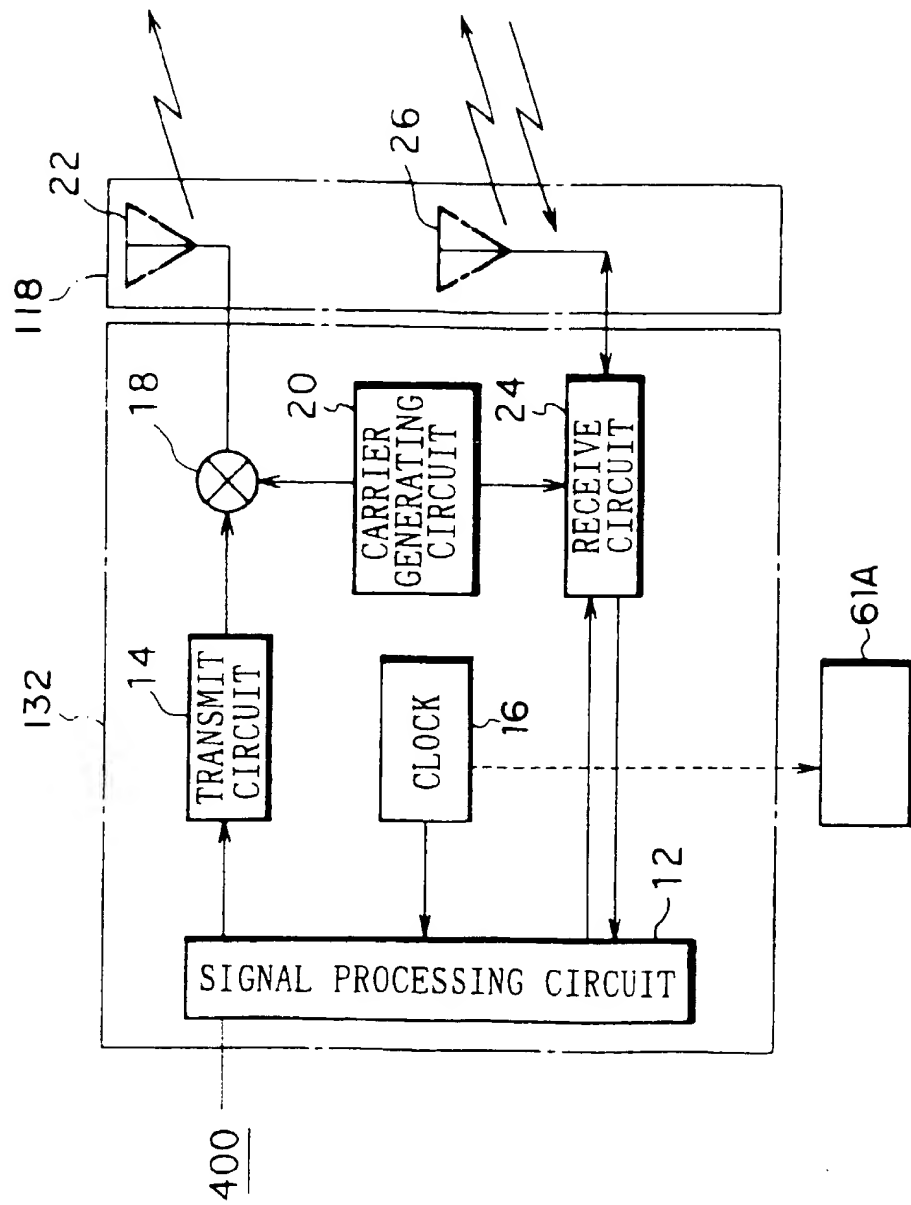 118
22
26
132
14
TRANSMIT
CIRCUIT
18
20
CARRIER
GENERATING
CIRCUIT
24
RECEIVE
CIRCUIT
CLOCK
16
12
SIGNAL PROCESSING CIRCUIT
61A
400